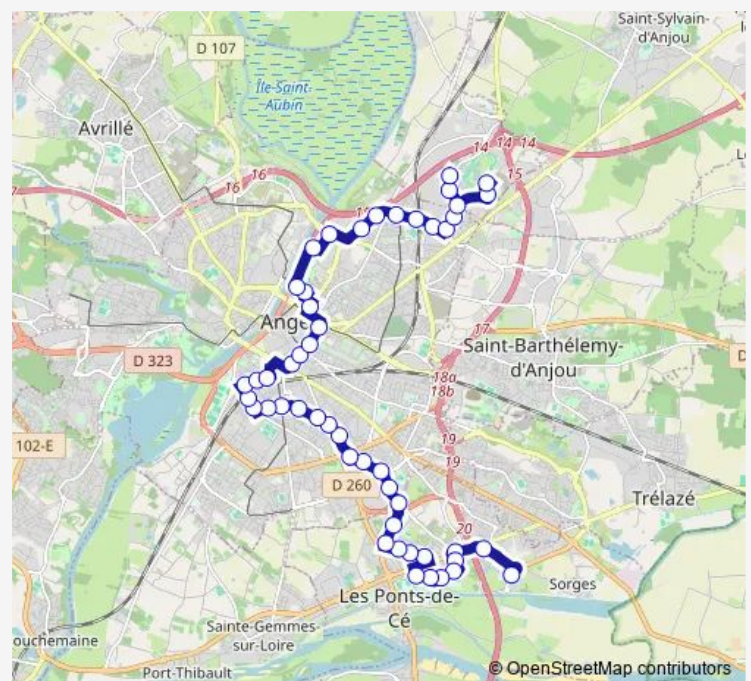 Saint-Sylvain-
d'Anjou
D 107
Île-Saint-
Aubin
Avrillé
14
14
14
16
16
15
17
Saint-Barthélemy-
d'Anjou
D 323
18a
18b
102-E
19
19
D 260
Trélazé
20
Sorges
Les Ponts-de-
Cé
Sainte-Gemmes-
sur-Loire
ouchemaine
Port-Thibault
© OpenStreetMap contributors